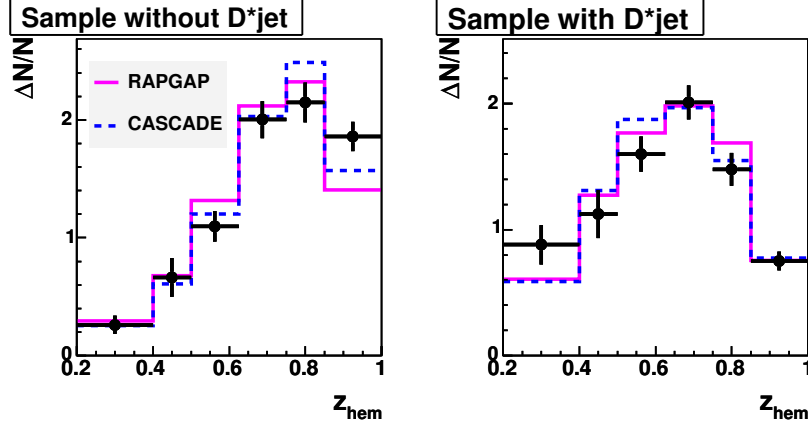 Sample without D*jet
ΔN/N
RAPGAP
CASCADE
2
1
0
0.2 0.4 0.6 0.8 1
z_hem
Sample with D*jet
ΔN/N
2
1
0
0.2 0.4 0.6 0.8 1
z_hem